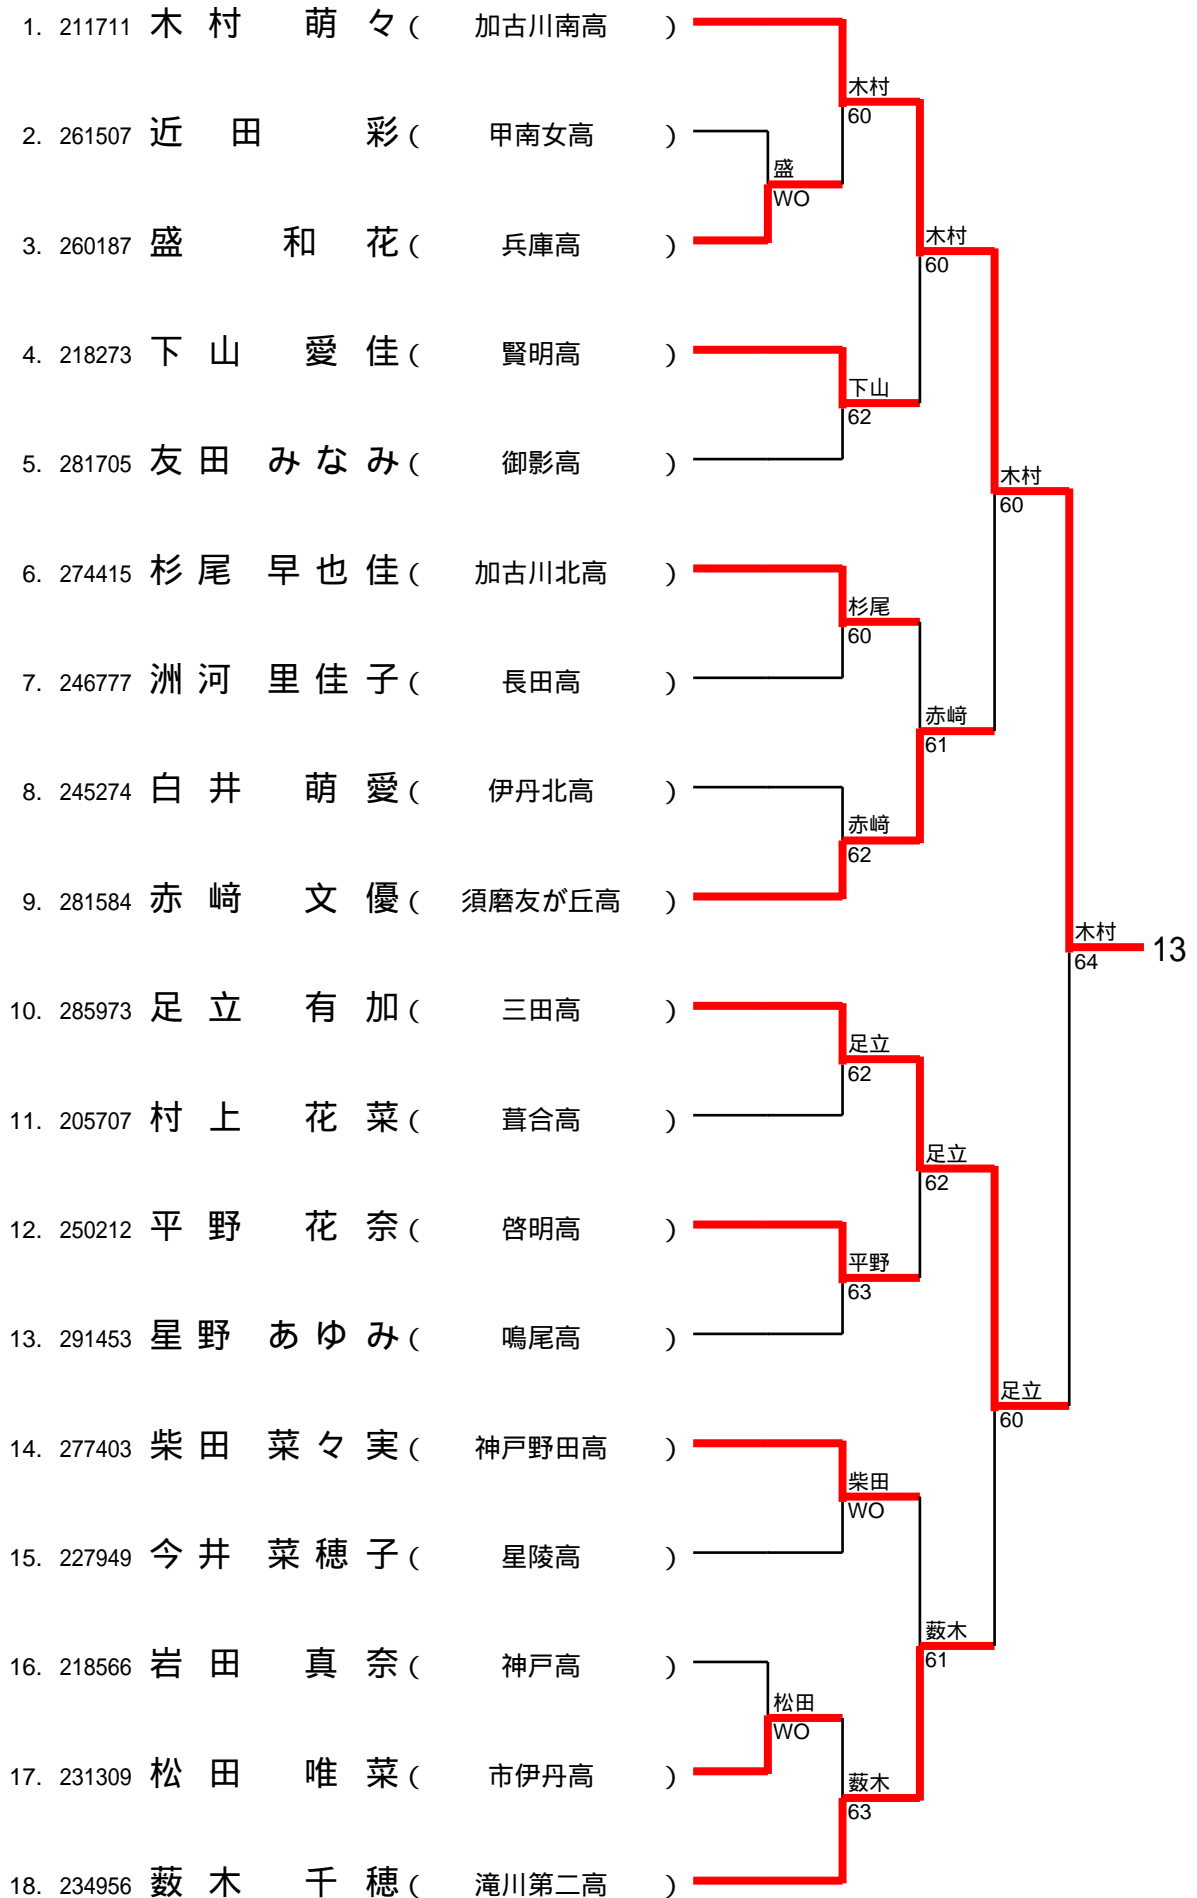 1. 211711 木村 萌々 ( 加古川南高 )
木村
60
2. 261507 近田 彩 ( 甲南女高 )
盛
WO
3. 260187 盛 和花 ( 兵庫高 )
木村
60
4. 218273 下山 愛佳 ( 賢明高 )
下山
62
5. 281705 友田 みなみ ( 御影高 )
木村
60
6. 274415 杉尾 早也佳 ( 加古川北高 )
杉尾
60
7. 246777 洲河 里佳子 ( 長田高 )
赤﨑
61
8. 245274 白井 萌愛 ( 伊丹北高 )
赤﨑
62
9. 281584 赤﨑 文優 ( 須磨友が丘高 )
木村
64
13
10. 285973 足立 有加 ( 三田高 )
足立
62
11. 205707 村上 花菜 ( 葺合高 )
足立
62
12. 250212 平野 花奈 ( 啓明高 )
平野
63
13. 291453 星野 あゆみ ( 鳴尾高 )
足立
60
14. 277403 柴田 菜々実 ( 神戸野田高 )
柴田
WO
15. 227949 今井 菜穂子 ( 星陵高 )
薮木
61
16. 218566 岩田 真奈 ( 神戸高 )
松田
WO
17. 231309 松田 唯菜 ( 市伊丹高 )
薮木
63
18. 234956 薮木 千穂 ( 滝川第二高 )